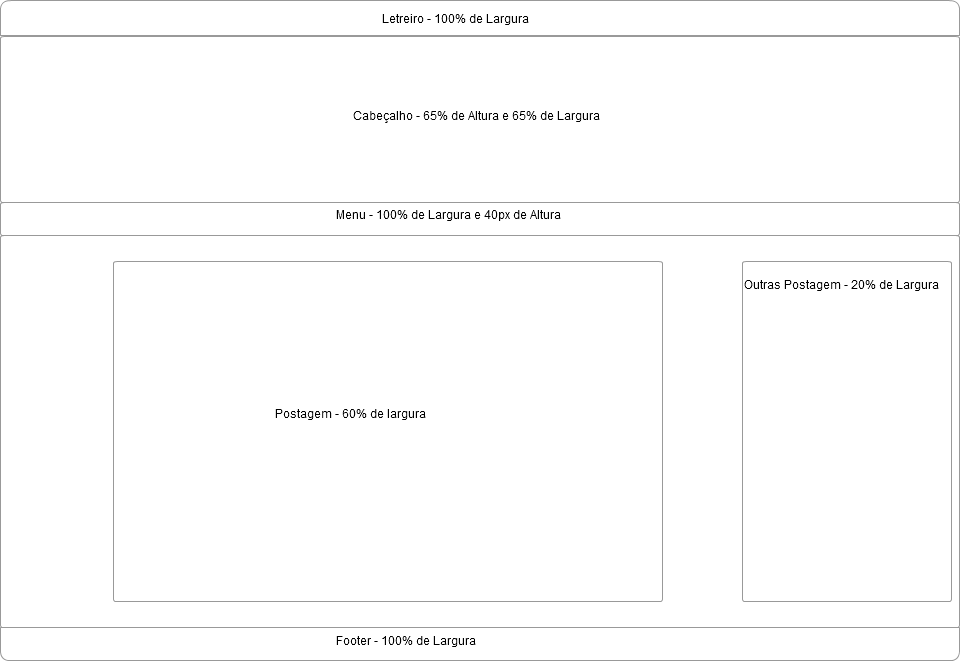 Letreiro - 100% de Largura
Cabeçalho - 65% de Altura e 65% de Largura
Menu - 100% de Largura e 40px de Altura
Outras Postagem - 20% de Largura
Postagem - 60% de largura
Footer - 100% de Largura